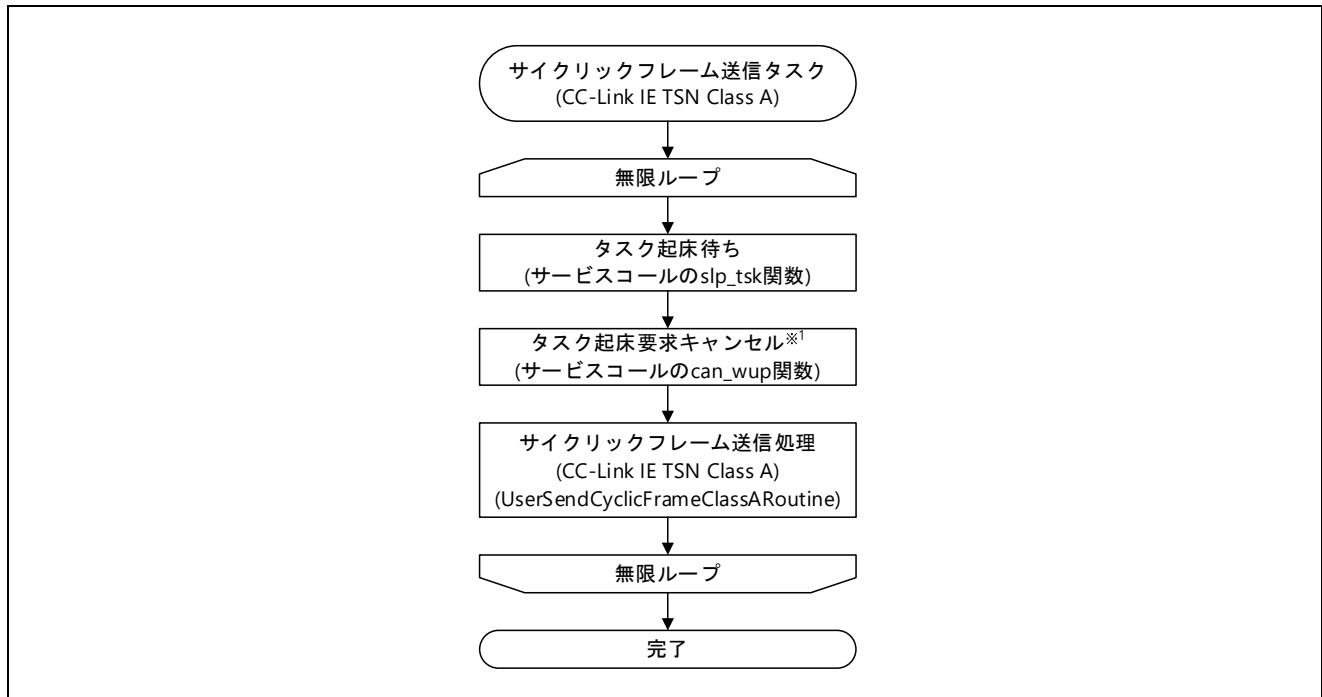 サイクリックフレーム送信タスク
(CC-Link IE TSN Class A)
無限ループ
タスク起床待ち
(サービスコールのslp_tsk関数)
タスク起床要求キャンセル※1
(サービスコールのcan_wup関数)
サイクリックフレーム送信処理
(CC-Link IE TSN Class A)
(UserSendCyclicFrameClassARoutine)
無限ループ
完了